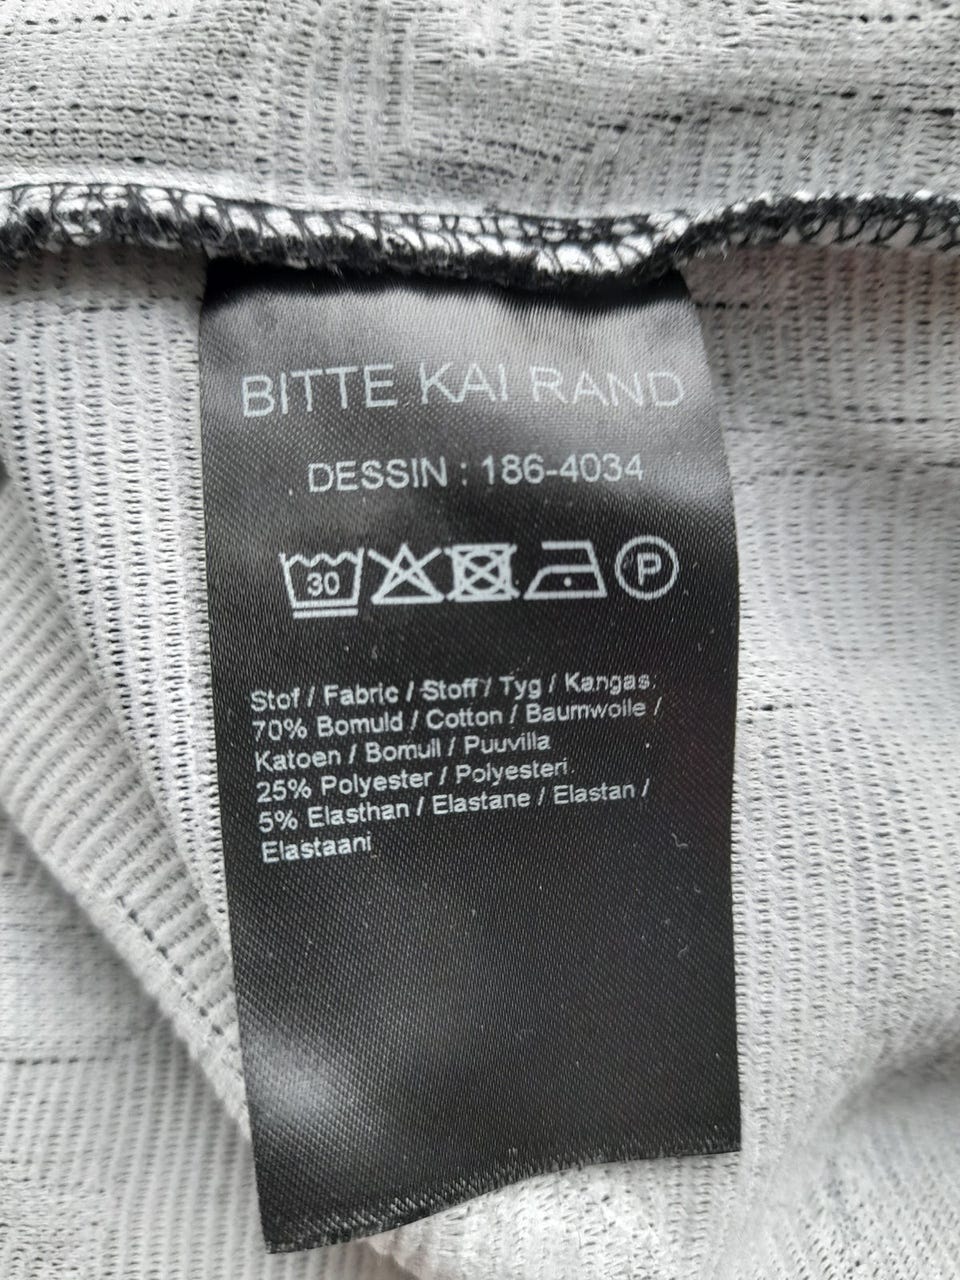 BITTE KAI RAND
DESSIN : 186-4034
30 P
Stof / Fabric / Stoff / Tyg / Kangas:
70% Bomuld / Cotton / Baumwolle /
Katoen / Bomull / Puuvilla
25% Polyester / Polyesteri.
5% Elasthan / Elastane / Elastan /
Elastaani